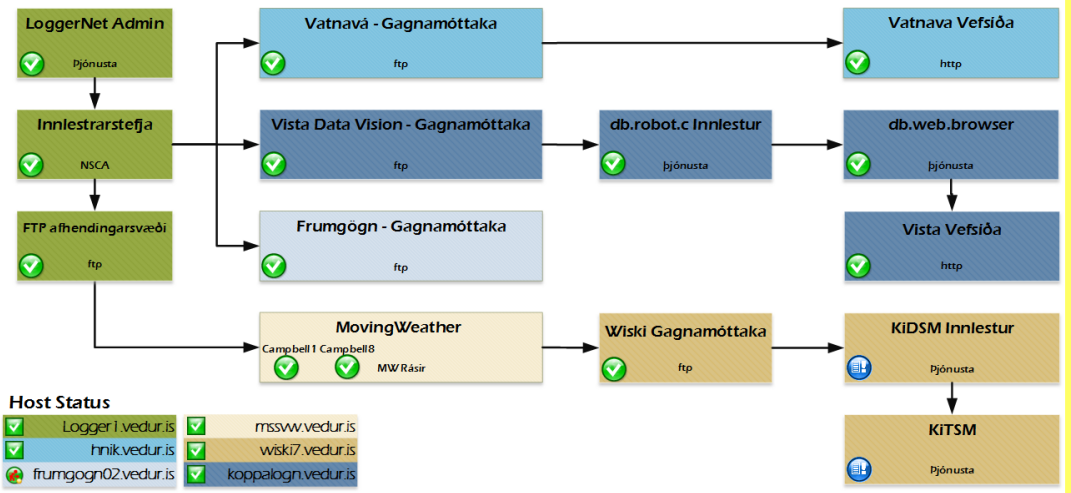 LoggerNet Admin
Þjónusta
Vatnavá - Gagnamóttaka
ftp
Vatnava Vefsíða
http
Innlestrarstefja
NSCA
Vista Data Vision - Gagnamóttaka
ftp
db.robot.c Innlestur
þjónusta
db.web.browser
þjónusta
FTP afhendingarsvæði
ftp
Frumgögn - Gagnamóttaka
ftp
Vista Vefsíða
http
MovingWeather
Campbell1 Campbell8
MW Rásir
Wiski Gagnamóttaka
ftp
KiDSM Innlestur
Þjónusta
KiTSM
Þjónusta
Host Status
Logger1.vedur.is
mssvw.vedur.is
hnik.vedur.is
wiski7.vedur.is
frumgogn02.vedur.is
koppalogn.vedur.is